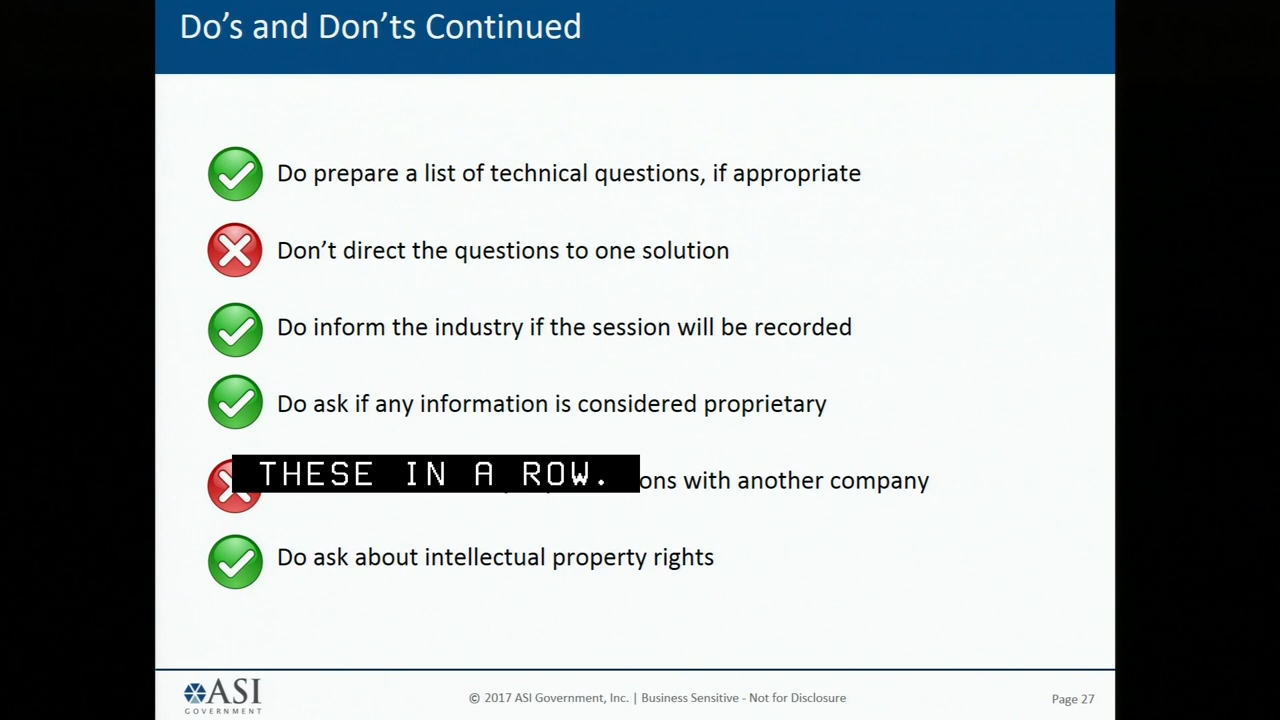 Do’s and Don’ts Continued
Do prepare a list of technical questions, if appropriate
Don’t direct the questions to one solution
Do inform the industry if the session will be recorded
Do ask if any information is considered proprietary
THESE IN A ROW.
with another company
Do ask about intellectual property rights
ASI
GOVERNMENT
© 2017 ASI Government, Inc. | Business Sensitive - Not for Disclosure
Page 27